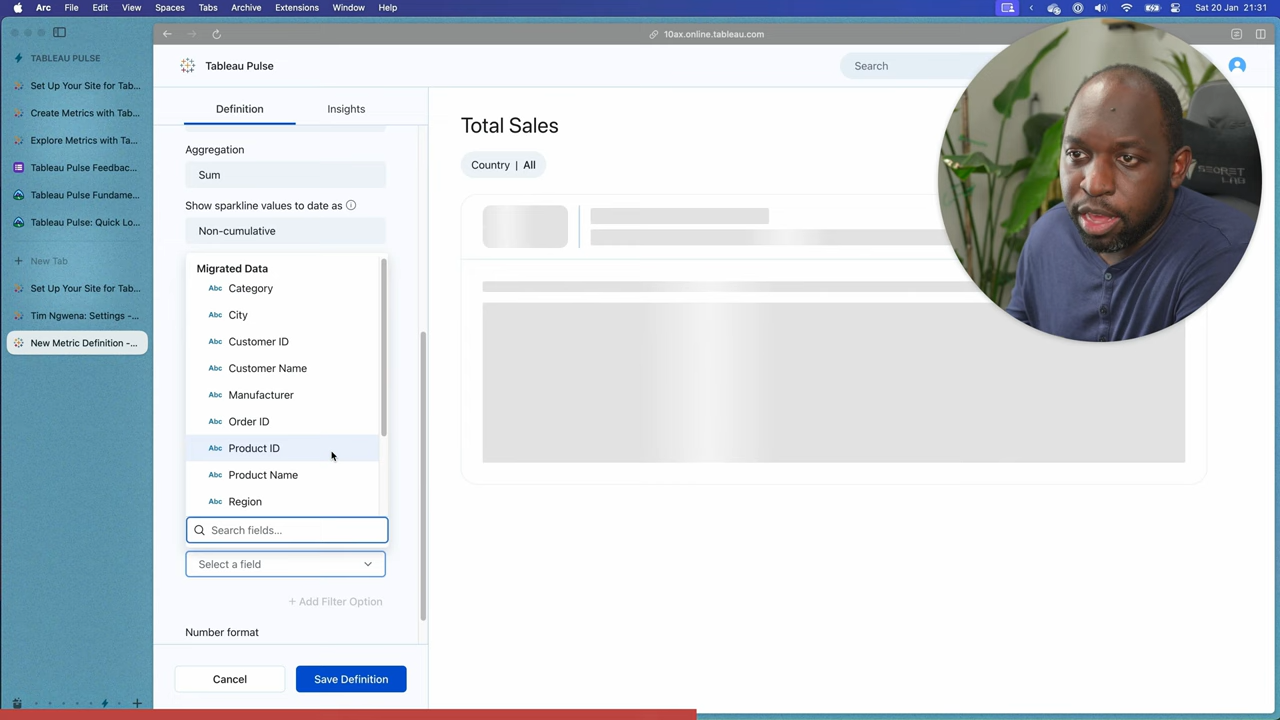 Arc File Edit View Spaces Tabs Archive Extensions Window Help
Sat 20 Jan 21:31
TABLEAU PULSE
Set Up Your Site for Tab...
Create Metrics with Tab...
Explore Metrics with Ta...
Tableau Pulse Feedbac...
Tableau Pulse Fundame...
Tableau Pulse: Quick Lo...
New Tab
Set Up Your Site for Tab...
Tim Ngwena: Settings -...
New Metric Definition -...
10ax.online.tableau.com
Tableau Pulse
Search
Definition Insights
Aggregation
Sum
Show sparkline values to date as
Non-cumulative
Migrated Data
Abc Category
Abc City
Abc Customer ID
Abc Customer Name
Abc Manufacturer
Abc Order ID
Abc Product ID
Abc Product Name
Abc Region
Search fields...
Select a field
+ Add Filter Option
Number format
Cancel Save Definition
Total Sales
Country | All
SECRET
LAB